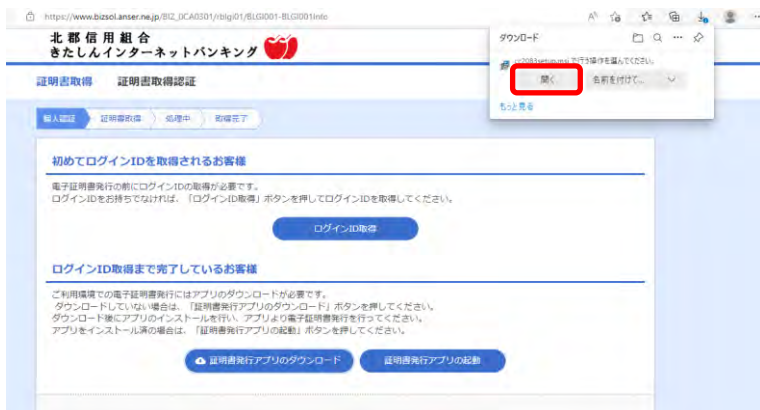 https://www.bizsol.anser.ne.jp/BIZ_0CA0301/rblgi01/BLGI001-BLGI001Info
北 郡 信 用 組 合
きたしんインターネットバンキング
ダウンロード
cr2083setup.msi で行う操作を選んでください。
開く
名前を付けて...
もっと見る
証明書取得 証明書取得認証
個人認証 証明書取得 処理中 取得完了
初めてログインIDを取得されるお客様
電子証明書発行の前にログインIDの取得が必要です。
ログインIDをお持ちでなければ、「ログインID取得」ボタンを押してログインIDを取得してください。
ログインID取得
ログインID取得まで完了しているお客様
ご利用環境での電子証明書発行にはアプリのダウンロードが必要です。
ダウンロードしていない場合は、「証明書発行アプリのダウンロード」ボタンを押してください。
ダウンロード後にアプリのインストールを行い、アプリより電子証明書発行を行ってください。
アプリをインストール済の場合は、「証明書発行アプリの起動」ボタンを押してください。
証明書発行アプリのダウンロード
証明書発行アプリの起動